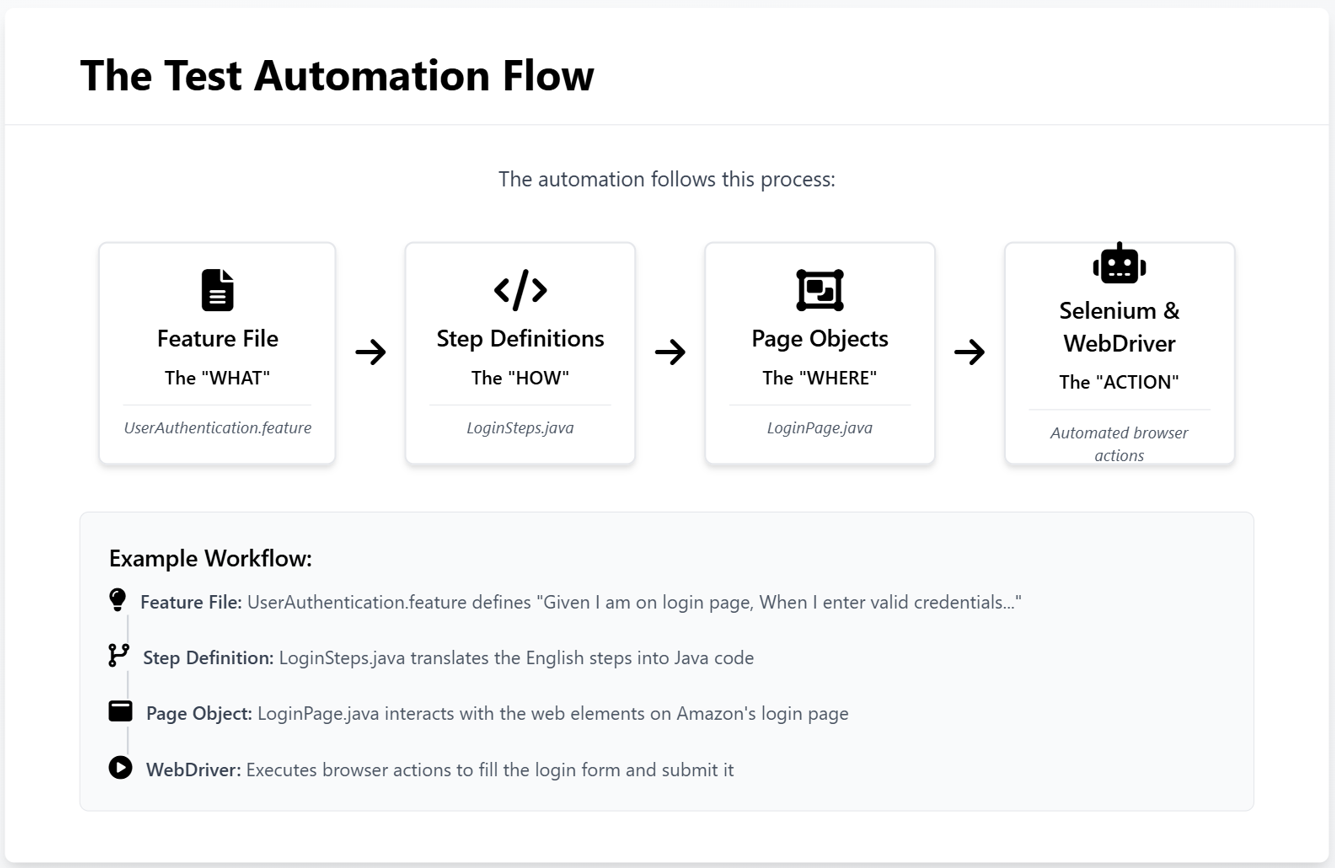 The Test Automation Flow
The automation follows this process:
Feature File
The "WHAT"
UserAuthentication.feature
Step Definitions
The "HOW"
LoginSteps.java
Page Objects
The "WHERE"
LoginPage.java
Selenium &
WebDriver
The "ACTION"
Automated browser
actions
Example Workflow:
Feature File: UserAuthentication.feature defines "Given I am on login page, When I enter valid credentials..."
Step Definition: LoginSteps.java translates the English steps into Java code
Page Object: LoginPage.java interacts with the web elements on Amazon's login page
WebDriver: Executes browser actions to fill the login form and submit it